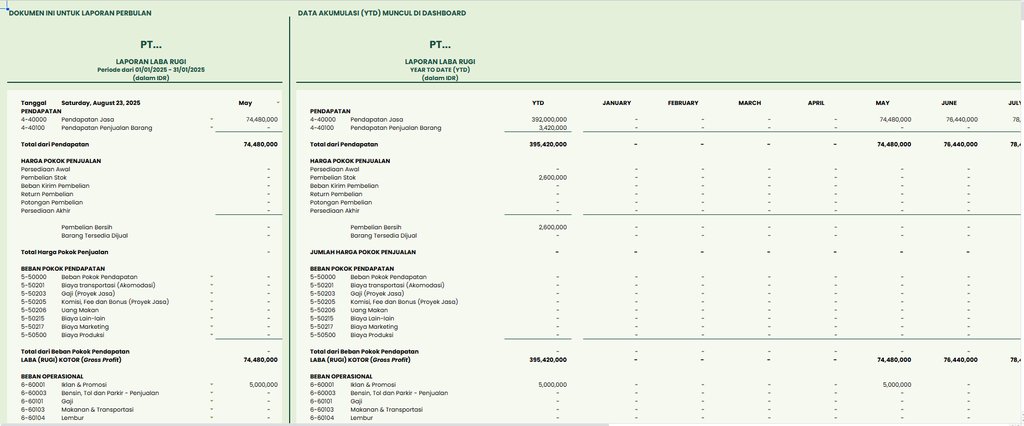 DOKUMEN INI UNTUK LAPORAN PERBULAN
PT...
LAPORAN LABA RUGI
Periode dari 01/01/2025 - 31/01/2025
(dalam IDR)
Tanggal Saturday, August 23, 2025 May
PENDAPATAN
4-40000 Pendapatan Jasa - 74,480,000
4-40100 Pendapatan Penjualan Barang - -
Total dari Pendapatan 74,480,000
HARGA POKOK PENJUALAN
Persediaan Awal -
Pembelian Stok -
Beban Kirim Pembelian -
Return Pembelian -
Potongan Pembelian -
Persediaan Akhir -
Pembelian Bersih -
Barang Tersedia Dijual -
Total Harga Pokok Penjualan -
BEBAN POKOK PENDAPATAN
5-50000 Beban Pokok Pendapatan - -
5-50201 Biaya transportasi (Akomodasi) - -
5-50203 Gaji (Proyek Jasa) - -
5-50205 Komisi, Fee dan Bonus (Proyek Jasa) - -
5-50206 Uang Makan - -
5-50215 Biaya Lain-lain - -
5-50217 Biaya Marketing - -
5-50500 Biaya Produksi - -
Total dari Beban Pokok Pendapatan -
LABA (RUGI) KOTOR (Gross Profit) 74,480,000
BEBAN OPERASIONAL
6-60001 Iklan & Promosi - 5,000,000
6-60003 Bensin, Tol dan Parkir - Penjualan - -
6-60101 Gaji - -
6-60103 Makanan & Transportasi - -
6-60104 Lembur - -
DATA AKUMULASI (YTD) MUNCUL DI DASHBOARD
PT...
LAPORAN LABA RUGI
YEAR TO DATE (YTD)
(dalam IDR)
YTD JANUARY FEBRUARY MARCH APRIL MAY JUNE JULY
PENDAPATAN
4-40000 Pendapatan Jasa 392,000,000 - - - - 74,480,000 76,440,000 78,
4-40100 Pendapatan Penjualan Barang 3,420,000 - - - - - -
Total dari Pendapatan 395,420,000 - - - - 74,480,000 76,440,000 78,4
HARGA POKOK PENJUALAN
Persediaan Awal - - - - - - -
Pembelian Stok 2,600,000 - - - - - -
Beban Kirim Pembelian - - - - - - -
Return Pembelian - - - - - - -
Potongan Pembelian - - - - - - -
Persediaan Akhir - - - - - - -
Pembelian Bersih 2,600,000 - - - - - -
Barang Tersedia Dijual - - - - - - -
JUMLAH HARGA POKOK PENJUALAN - - - - - - -
BEBAN POKOK PENDAPATAN
5-50000 Beban Pokok Pendapatan - - - - - - -
5-50201 Biaya transportasi (Akomodasi) - - - - - - -
5-50203 Gaji (Proyek Jasa) - - - - - - -
5-50205 Komisi, Fee dan Bonus (Proyek Jasa) - - - - - - -
5-50206 Uang Makan - - - - - - -
5-50215 Biaya Lain-lain - - - - - - -
5-50217 Biaya Marketing - - - - - - -
5-50500 Biaya Produksi - - - - - - -
Total dari Beban Pokok Pendapatan - - - - - - -
LABA (RUGI) KOTOR (Gross Profit) 395,420,000 - - - - 74,480,000 76,440,000 78,4
BEBAN OPERASIONAL
6-60001 Iklan & Promosi 5,000,000 - - - - 5,000,000 -
6-60003 Bensin, Tol dan Parkir - Penjualan - - - - - - -
6-60101 Gaji - - - - - - -
6-60103 Makanan & Transportasi - - - - - - -
6-60104 Lembur - - - - - - -